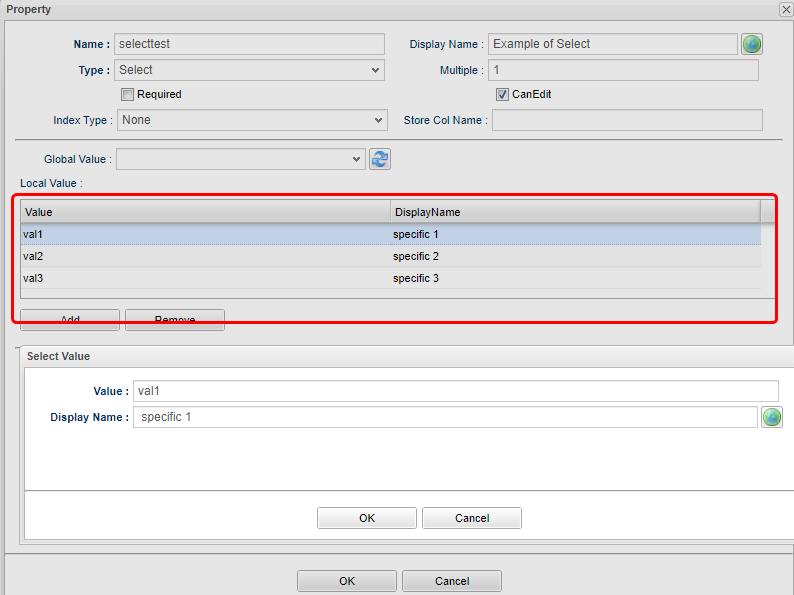 Property
Name : selecttest Display Name : Example of Select
Type : Select Multiple : 1
Required CanEdit
Index Type : None Store Col Name :
Global Value :
Local Value :
Value DisplayName
val1 specific 1
val2 specific 2
val3 specific 3
Add Remove
Select Value
Value : val1
Display Name : specific 1
OK Cancel
OK Cancel